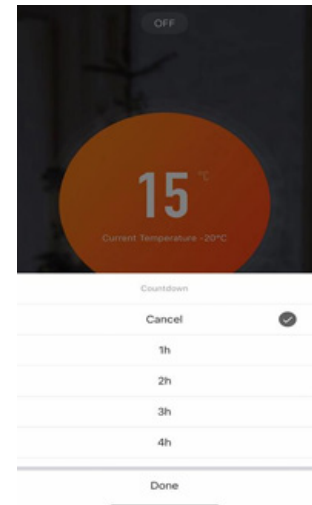 OFF
15 °C
Current Temperature -20°C
Countdown
Cancel
1h
2h
3h
4h
Done